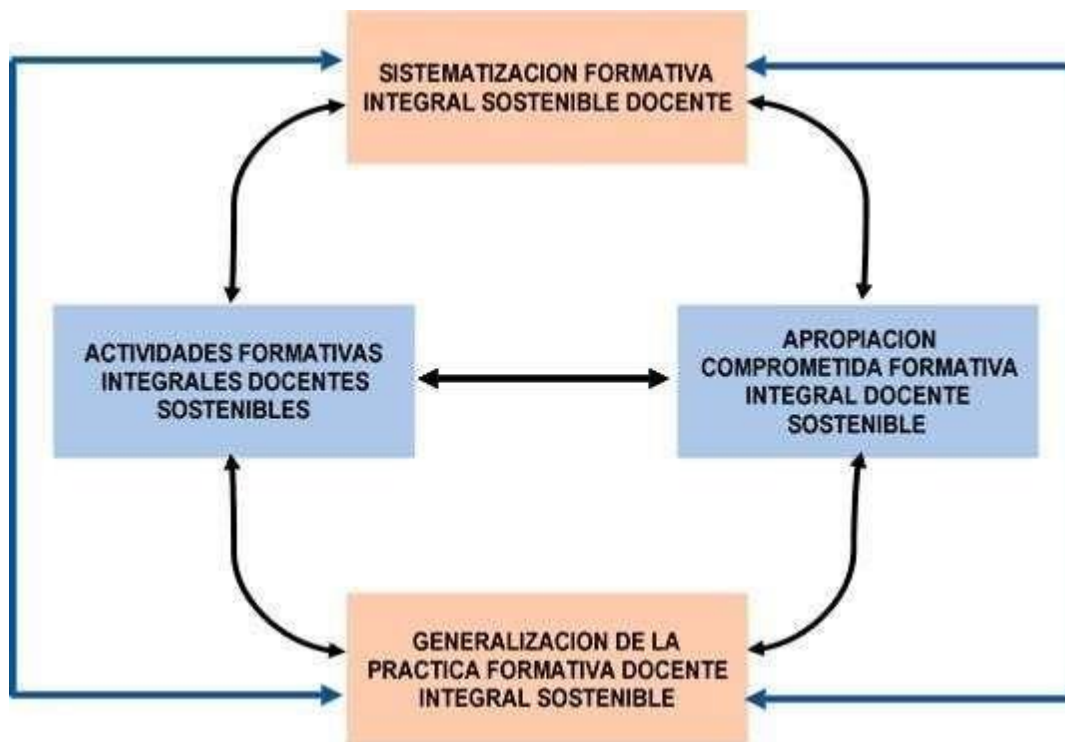 SISTEMATIZACION FORMATIVA
INTEGRAL SOSTENIBLE DOCENTE
ACTIVIDADES FORMATIVAS
INTEGRALES DOCENTES
SOSTENIBLES
APROPIACION
COMPROMETIDA FORMATIVA
INTEGRAL DOCENTE
SOSTENIBLE
GENERALIZACION DE LA
PRACTICA FORMATIVA DOCENTE
INTEGRAL SOSTENIBLE